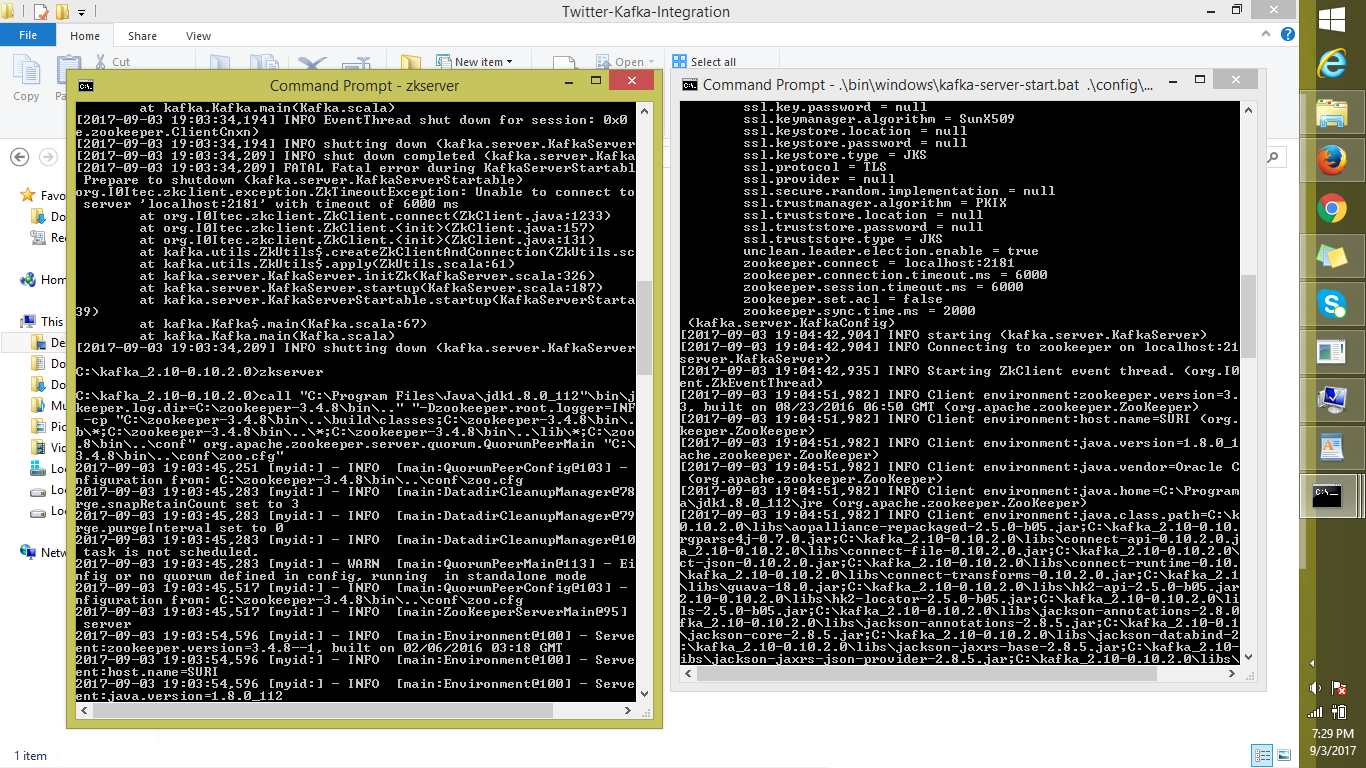 Twitter-Kafka-Integration
File Home Share View
Copy
Cut
New item
Open
Select all
Favo
Do
Rec
Hom
This
De
Do
Do
Mu
Pic
Vid
Loc
Lo
Lo
Netw
Command Prompt - zkserver
at kafka.Kafka.main(Kafka.scala)
[2017-09-03 19:03:34,194] INFO EventThread shut down for session: 0x0
e.zookeeper.ClientCnxn)
[2017-09-03 19:03:34,194] INFO shutting down (kafka.server.KafkaServer
[2017-09-03 19:03:34,209] INFO shut down completed (kafka.server.Kafka
[2017-09-03 19:03:34,209] FATAL Fatal error during KafkaServerStartabl
Prepare to shutdown (kafka.server.KafkaServerStartable)
org.I0Itec.zkclient.exception.ZkTimeoutException: Unable to connect to
server 'localhost:2181' with timeout of 6000 ms
at org.I0Itec.zkclient.ZkClient.connect(ZkClient.java:1233)
at org.I0Itec.zkclient.ZkClient.<init>(ZkClient.java:157)
at org.I0Itec.zkclient.ZkClient.<init>(ZkClient.java:131)
at kafka.utils.ZkUtils$.createZkClientAndConnection(ZkUtils.sc
at kafka.utils.ZkUtils$.apply(ZkUtils.scala:61)
at kafka.server.KafkaServer.initZk(KafkaServer.scala:326)
at kafka.server.KafkaServer.startup(KafkaServer.scala:187)
at kafka.server.KafkaServerStartable.startup(KafkaServerStarta
39)
at kafka.Kafka$.main(Kafka.scala:67)
at kafka.Kafka.main(Kafka.scala)
[2017-09-03 19:03:34,209] INFO shutting down (kafka.server.KafkaServer
C:\kafka_2.10-0.10.2.0>zkserver
C:\kafka_2.10-0.10.2.0>call "C:\Program Files\Java\jdk1.8.0_112"\bin\j
keeper.log.dir=C:\zookeeper-3.4.8\bin\.." "-Dzookeeper.root.logger=INF
-cp "C:\zookeeper-3.4.8\bin\..\build\classes;C:\zookeeper-3.4.8\bin\..
b\*;C:\zookeeper-3.4.8\bin\..\*;C:\zookeeper-3.4.8\bin\..\lib\*;C:\zoo
.8\bin\..\conf" org.apache.zookeeper.server.quorum.QuorumPeerMain "C:\
3.4.8\bin\..\conf\zoo.cfg"
2017-09-03 19:03:45,251 [myid:] - INFO [main:QuorumPeerConfig@103] -
nfiguration from: C:\zookeeper-3.4.8\bin\..\conf\zoo.cfg
2017-09-03 19:03:45,283 [myid:] - INFO [main:DatadirCleanupManager@78
rge.snapRetainCount set to 3
2017-09-03 19:03:45,283 [myid:] - INFO [main:DatadirCleanupManager@79
rge.purgeInterval set to 0
2017-09-03 19:03:45,283 [myid:] - INFO [main:DatadirCleanupManager@10
task is not scheduled.
2017-09-03 19:03:45,283 [myid:] - WARN [main:QuorumPeerMain@113] - Ei
nfig or no quorum defined in config, running in standalone mode
2017-09-03 19:03:45,517 [myid:] - INFO [main:QuorumPeerConfig@103] -
nfiguration from: C:\zookeeper-3.4.8\bin\..\conf\zoo.cfg
2017-09-03 19:03:45,517 [myid:] - INFO [main:ZooKeeperServerMain@95]
server
2017-09-03 19:03:54,596 [myid:] - INFO [main:Environment@100] - Serve
ent:zookeeper.version=3.4.8--1, built on 02/06/2016 03:18 GMT
2017-09-03 19:03:54,596 [myid:] - INFO [main:Environment@100] - Serve
ent:host.name=SURI
2017-09-03 19:03:54,596 [myid:] - INFO [main:Environment@100] - Serve
ent:java.version=1.8.0_112
Command Prompt - .\bin\windows\kafka-server-start.bat .\config\...
ssl.key.password = null
ssl.keymanager.algorithm = SunX509
ssl.keystore.location = null
ssl.keystore.password = null
ssl.keystore.type = JKS
ssl.protocol = TLS
ssl.provider = null
ssl.secure.random.implementation = null
ssl.trustmanager.algorithm = PKIX
ssl.truststore.location = null
ssl.truststore.password = null
ssl.truststore.type = JKS
unclean.leader.election.enable = true
zookeeper.connect = localhost:2181
zookeeper.connection.timeout.ms = 6000
zookeeper.session.timeout.ms = 6000
zookeeper.set.acl = false
zookeeper.sync.time.ms = 2000
(kafka.server.KafkaConfig)
[2017-09-03 19:04:42,904] INFO starting (kafka.server.KafkaServer)
[2017-09-03 19:04:42,904] INFO Connecting to zookeeper on localhost:21
server.KafkaServer)
[2017-09-03 19:04:42,935] INFO Starting ZkClient event thread. (org.I0
ent.ZkEventThread)
[2017-09-03 19:04:51,982] INFO Client environment:zookeeper.version=3.
3, built on 08/23/2016 06:50 GMT (org.apache.zookeeper.ZooKeeper)
[2017-09-03 19:04:51,982] INFO Client environment:host.name=SURI (org.
keeper.ZooKeeper)
[2017-09-03 19:04:51,982] INFO Client environment:java.version=1.8.0_1
ache.zookeeper.ZooKeeper)
[2017-09-03 19:04:51,982] INFO Client environment:java.vendor=Oracle C
(org.apache.zookeeper.ZooKeeper)
[2017-09-03 19:04:51,982] INFO Client environment:java.home=C:\Program
a\jdk1.8.0_112\jre (org.apache.zookeeper.ZooKeeper)
[2017-09-03 19:04:51,982] INFO Client environment:java.class.path=C:\k
0.10.2.0\libs\aopalliance-repackaged-2.5.0-b05.jar;C:\kafka_2.10-0.10.
rgparse4j-0.7.0.jar;C:\kafka_2.10-0.10.2.0\libs\connect-api-0.10.2.0.j
a_2.10-0.10.2.0\libs\connect-file-0.10.2.0.jar;C:\kafka_2.10-0.10.2.0\
ct-json-0.10.2.0.jar;C:\kafka_2.10-0.10.2.0\libs\connect-runtime-0.10.
\kafka_2.10-0.10.2.0\libs\connect-transforms-0.10.2.0.jar;C:\kafka_2.1
\libs\guava-18.0.jar;C:\kafka_2.10-0.10.2.0\libs\hk2-api-2.5.0-b05.jar
2.10-0.10.2.0\libs\hk2-locator-2.5.0-b05.jar;C:\kafka_2.10-0.10.2.0\li
ils-2.5.0-b05.jar;C:\kafka_2.10-0.10.2.0\libs\jackson-annotations-2.8.0
fka_2.10-0.10.2.0\libs\jackson-annotations-2.8.5.jar;C:\kafka_2.10-0.1
\jackson-core-2.8.5.jar;C:\kafka_2.10-0.10.2.0\libs\jackson-databind-2
:\kafka_2.10-0.10.2.0\libs\jackson-jaxrs-base-2.8.5.jar;C:\kafka_2.10-
ibs\jackson-jaxrs-json-provider-2.8.5.jar;C:\kafka_2.10-0.10.2.0\libs\
1 item
7:29 PM
9/3/2017